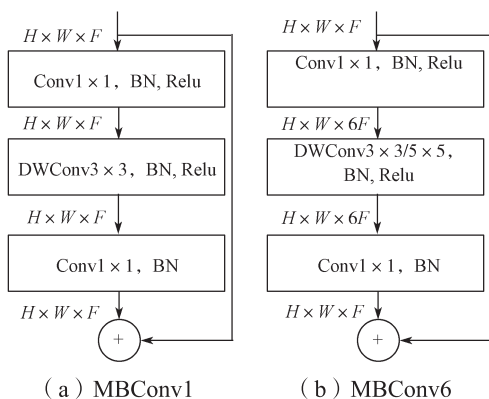 H×W×F
Conv1×1, BN, Relu
H×W×F
DWConv3×3, BN, Relu
H×W×F
Conv1×1, BN
H×W×F
+
(a) MBConv1
H×W×F
Conv1×1, BN, Relu
H×W×6F
DWConv3×3/5×5,
BN, Relu
H×W×6F
Conv1×1, BN
H×W×F
+
(b) MBConv6